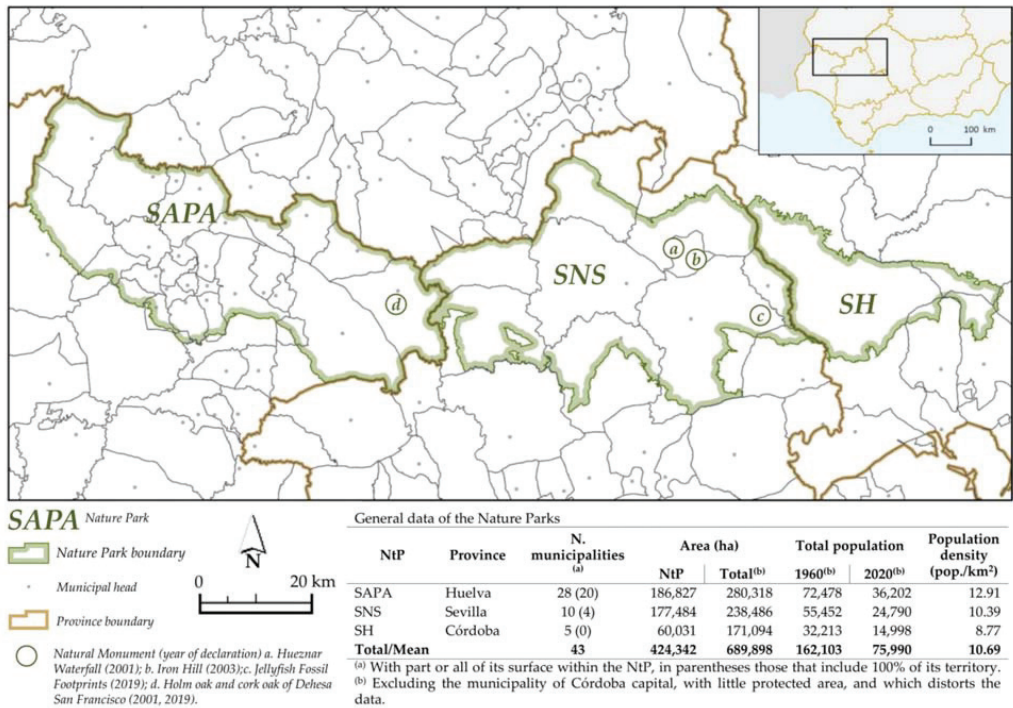 0 100 km
SAPA
SNS
SH
a
b
c
d
SAPA Nature Park
Nature Park boundary
Municipal head
Province boundary
Natural Monument (year of declaration) a. Hueznar
Waterfall (2001); b. Iron Hill (2003);c. Jellyfish Fossil
Footprints (2019); d. Holm oak and cork oak of Dehesa
San Francisco (2001, 2019).
N
0 20 km
General data of the Nature Parks
NtP Province N. municipalities (a) Area (ha) Total population Population density (pop./km²)
NtP Total(b) 1960(b) 2020(b)
SAPA Huelva 28 (20) 186,827 280,318 72,478 36,202 12.91
SNS Sevilla 10 (4) 177,484 238,486 55,452 24,790 10.39
SH Córdoba 5 (0) 60,031 171,094 32,213 14,998 8.77
Total/Mean 43 424,342 689,898 162,103 75,990 10.69
(a) With part or all of its surface within the NtP, in parentheses those that include 100% of its territory.
(b) Excluding the municipality of Córdoba capital, with little protected area, and which distorts the
data.